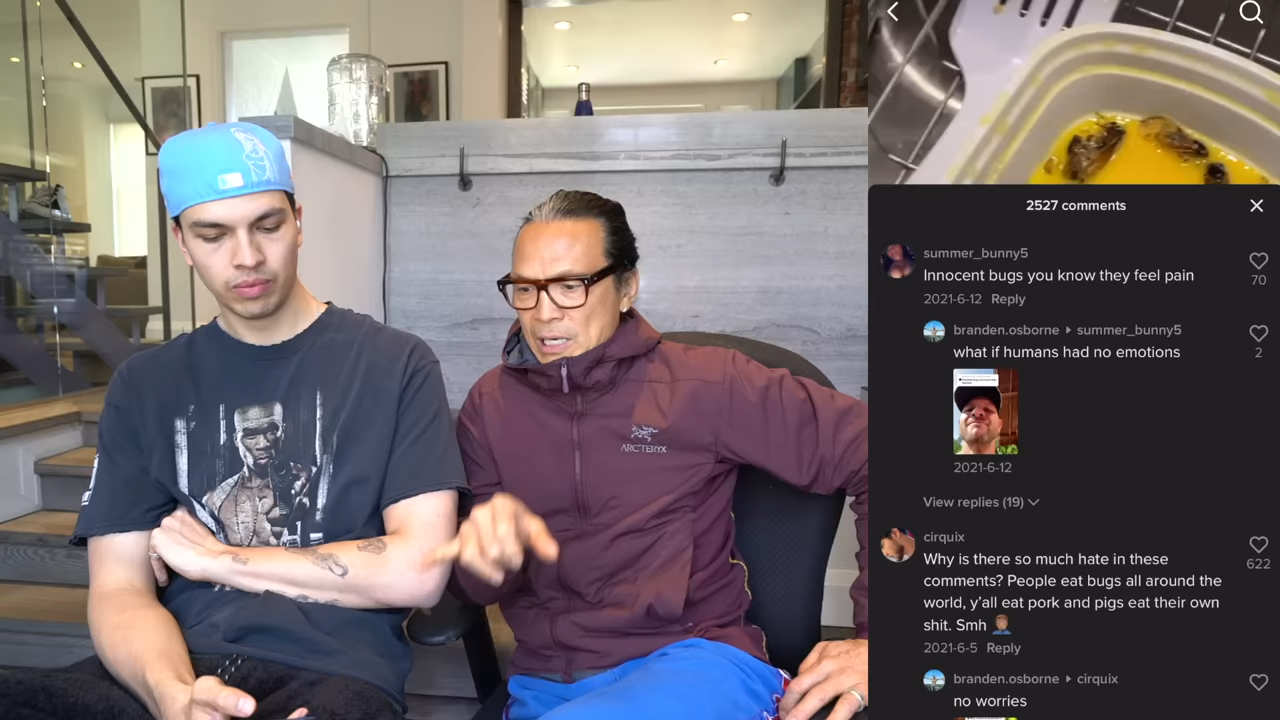 ARCTERYX
2527 comments
summer_bunny5
Innocent bugs you know they feel pain
70
2021-6-12 Reply
branden.osborne summer_bunny5
what if humans had no emotions
2
2021-6-12
View replies (19)
cirquix
Why is there so much hate in these
comments? People eat bugs all around the
world, y'all eat pork and pigs eat their own
shit. Smh 🤦🏽‍♂️
622
2021-6-5 Reply
branden.osborne cirquix
no worries